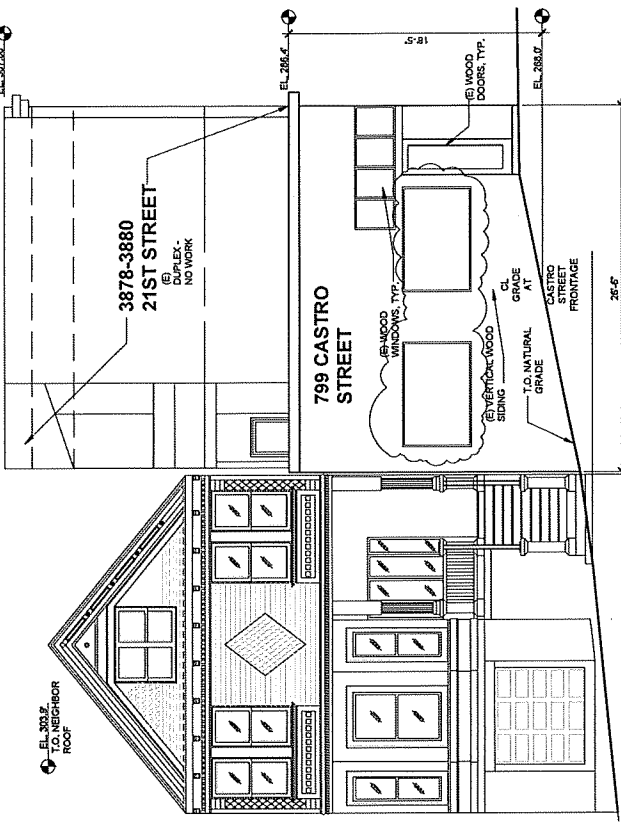 3878-3880
21ST STREET
(E)
DUPLEX -
NO WORK
EL. 286.4'
18'-5"
EL. 268.0'
(E) WOOD
DOORS, TYP.
799 CASTRO
STREET
(E) WOOD
WINDOWS, TYP.
(E) VERTICAL WOOD
SIDING
CL
GRADE
AT
CASTRO
STREET
FRONTAGE
T.O. NATURAL
GRADE
26'-6"
EL. 303.9'
T.O. NEIGHBOR
ROOF